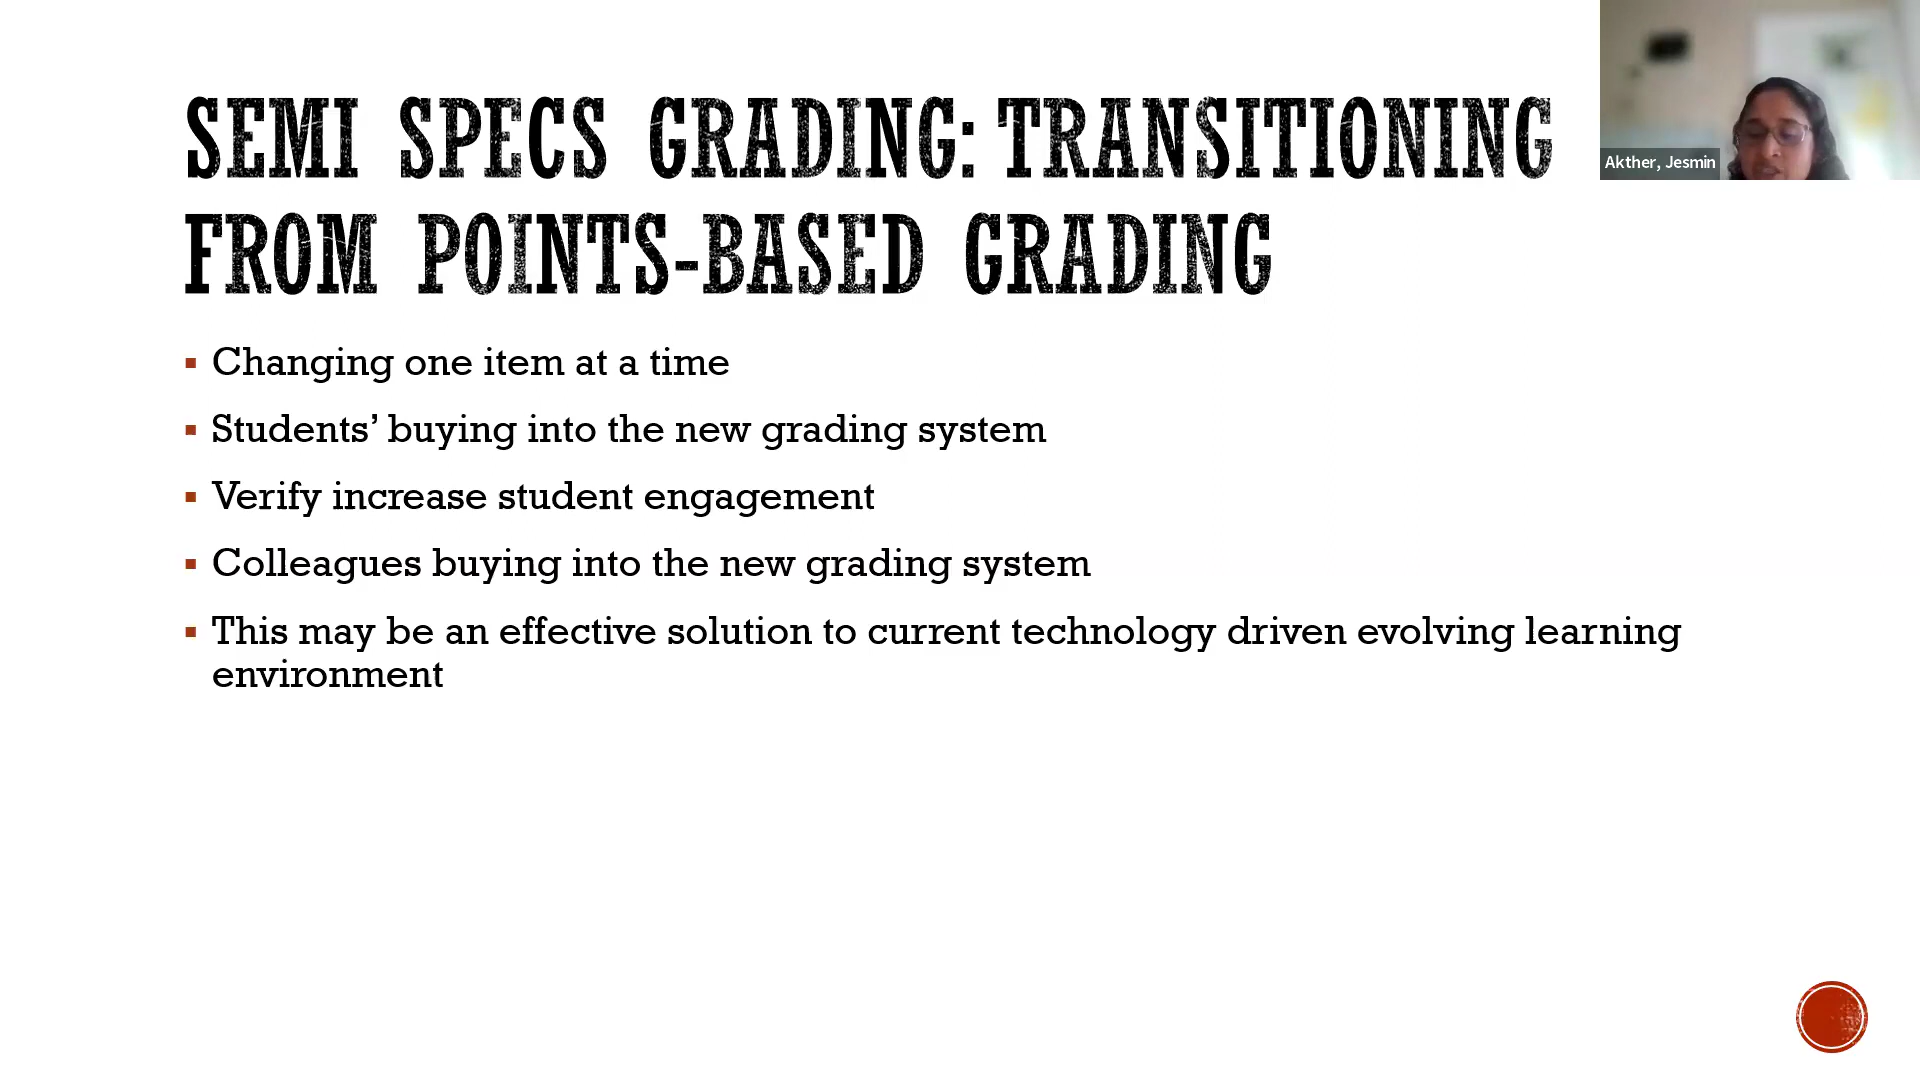 SEMI SPECS GRADING: TRANSITIONING
FROM POINTS-BASED GRADING
Akther, Jesmin
Changing one item at a time
Students’ buying into the new grading system
Verify increase student engagement
Colleagues buying into the new grading system
This may be an effective solution to current technology driven evolving learning
environment